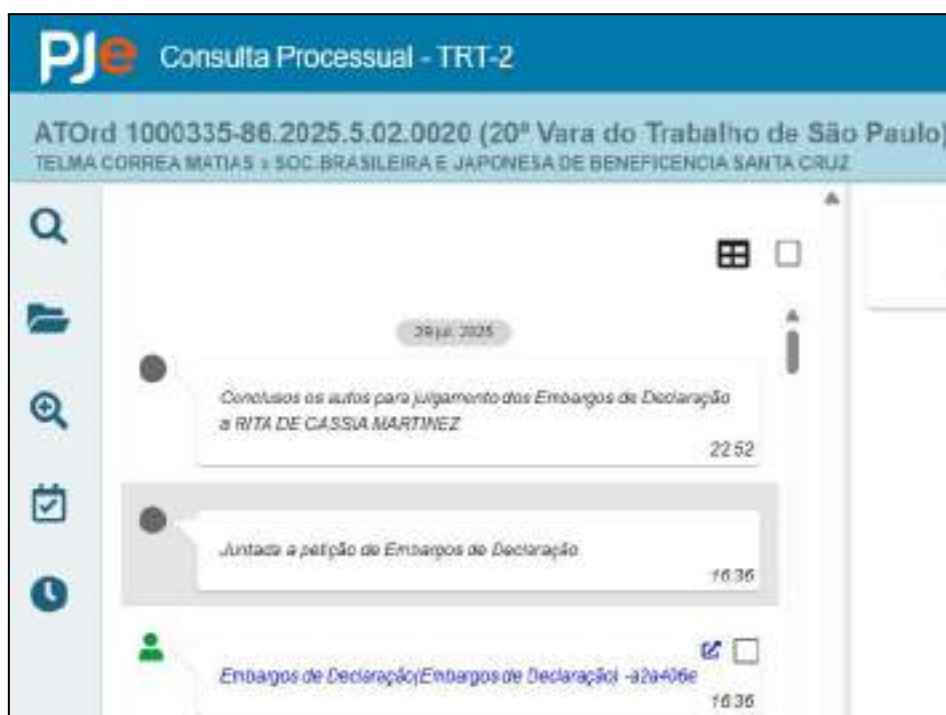 PJe Consulta Processual - TRT-2
ATOrd 1000335-86.2025.5.02.0020 (20ª Vara do Trabalho de São Paulo)
TELMA CORREA MATIAS x SOC BRASILEIRA E JAPONESA DE BENEFICENCIA SANTA CRUZ
29 jul. 2025
Conclusos os autos para julgamento dos Embargos de Declaração
a RITA DE CASSIA MARTINEZ
22:52
Juntada a petição de Embargos de Declaração
16:36
Embargos de Declaração(Embargos de Declaração) -a2a406e
16:36